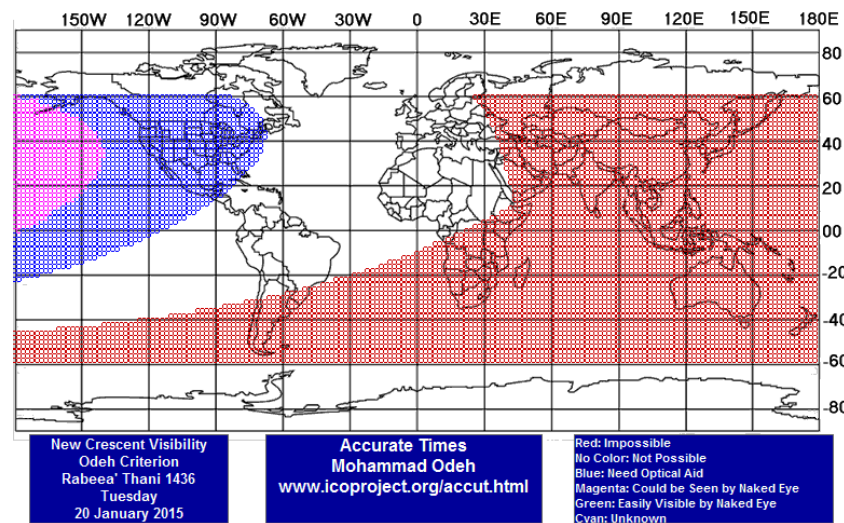 150W 120W 90W 60W 30W 0 30E 60E 90E 120E 150E 180E
80
60
40
20
00
-20
-40
-60
-80
New Crescent Visibility
Odeh Criterion
Rabeea' Thani 1436
Tuesday
20 January 2015
Accurate Times
Mohammad Odeh
www.icoproject.org/accut.html
Red: Impossible
No Color: Not Possible
Blue: Need Optical Aid
Magenta: Could be Seen by Naked Eye
Green: Easily Visible by Naked Eye
Cyan: Unknown